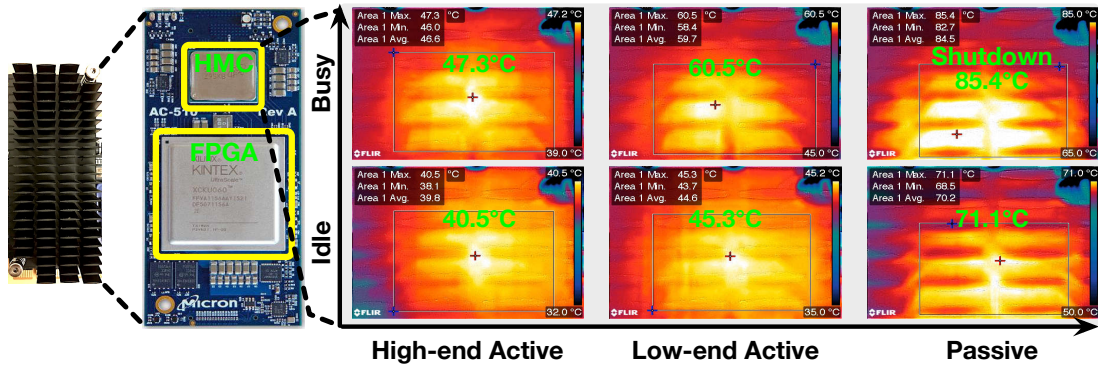 HMC
AC-510
Rev A
FPGA
XILINX
KINTEX
UltraScale
XCKU060
TAIWAN
Micron
Busy
Idle
Area 1 Max. 47.3 °C
Area 1 Min. 46.0
Area 1 Avg. 46.6
47.2 °C
47.3°C
FLIR
39.0 °C
Area 1 Max. 60.5 °C
Area 1 Min. 58.4
Area 1 Avg. 59.7
60.5 °C
60.5°C
FLIR
45.0 °C
Area 1 Max. 85.4 °C
Area 1 Min. 82.7
Area 1 Avg. 84.5
85.0 °C
Shutdown
85.4°C
FLIR
65.0 °C
Area 1 Max. 40.5 °C
Area 1 Min. 38.1
Area 1 Avg. 39.8
40.5 °C
40.5°C
FLIR
32.0 °C
Area 1 Max. 45.3 °C
Area 1 Min. 43.7
Area 1 Avg. 44.6
45.2 °C
45.3°C
FLIR
35.0 °C
Area 1 Max. 71.1 °C
Area 1 Min. 68.5
Area 1 Avg. 70.2
71.0 °C
71.1°C
FLIR
50.0 °C
High-end Active
Low-end Active
Passive